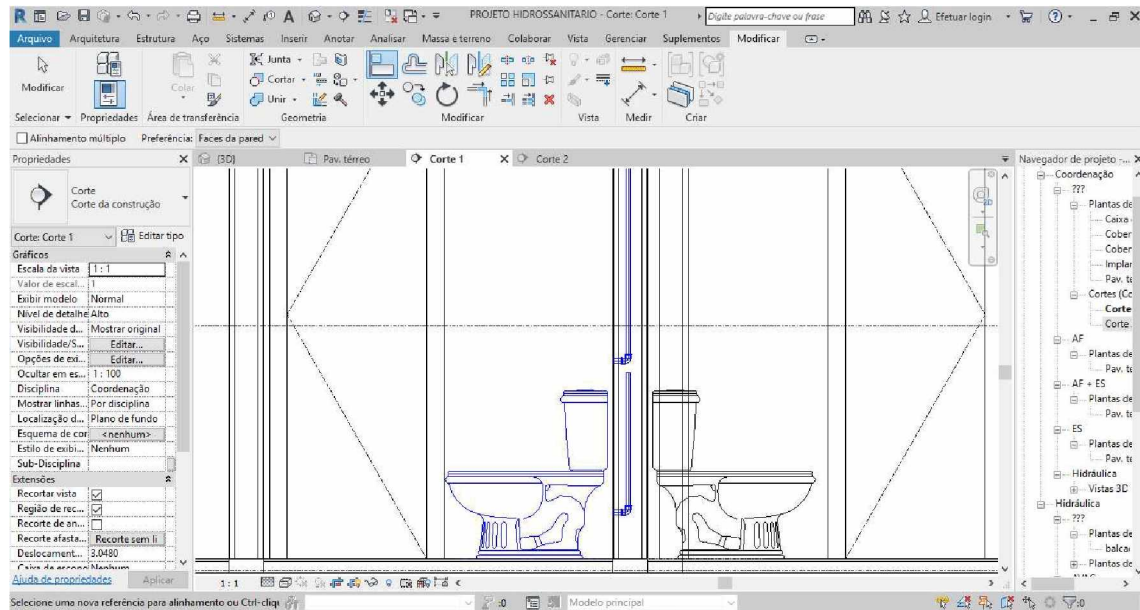 PROJETO HIDROSSANITARIO - Corte: Corte 1
Digite palavra-chave ou frase
Efetuar login
Arquivo Arquitetura Estrutura Aço Sistemas Inserir Anotar Analisar Massa e terreno Colaborar Vista Gerenciar Suplementos Modificar
Modificar
Colar
Junta
Cortar
Unir
Selecionar Propriedades Área de transferência Geometria Modificar Vista Medir Criar
Alinhamento múltiplo Preferência: Faces da pared
Propriedades
{3D} Pav. térreo Corte 1 Corte 2
Navegador de projeto -...
Corte
Corte da construção
Corte: Corte 1 Editar tipo
Gráficos
Escala da vista 1 : 1
Valor de escal... 1
Exibir modelo Normal
Nível de detalhe Alto
Visibilidade d... Mostrar original
Visibilidade/S... Editar...
Opções de exi... Editar...
Ocultar em es... 1 : 100
Disciplina Coordenação
Mostrar linhas... Por disciplina
Localização d... Plano de fundo
Esquema de cor <nenhum>
Estilo de exibi... Nenhum
Sub-Disciplina
Extensões
Recortar vista
Região de rec...
Recorte de an...
Recorte afasta... Recorte sem li
Deslocament... 3.0480
Caixa de escopo Nenhum
Ajuda de propriedades Aplicar
Coordenação
???
Plantas de
Caixa
Cober
Cober
Implar
Pav. té
Cortes (Cc
Corte
Corte
AF
Plantas de
Pav. té
AF + ES
Plantas de
Pav. té
ES
Plantas de
Pav. té
Hidráulica
Vistas 3D
Hidráulica
???
Plantas de
balca
Plantas de
1 : 1
Selecione uma nova referência para alinhamento ou Ctrl-cliqu
:0
Modelo principal
:0